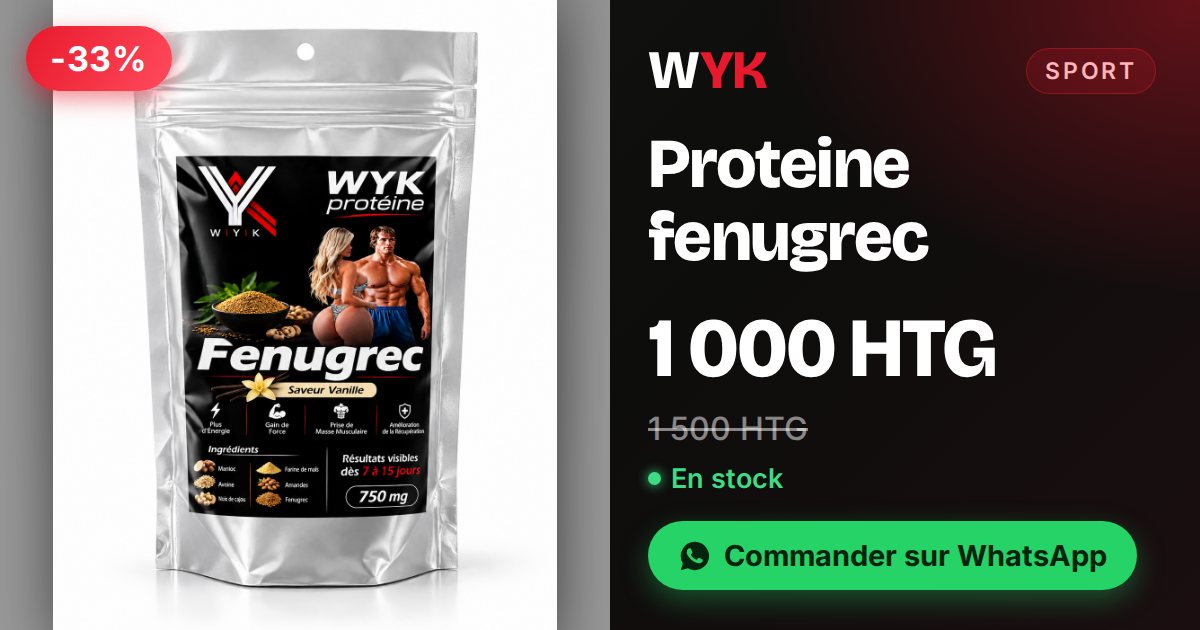 -33%
WYK
protéine
W|Y|K
Fenugrec
Saveur Vanille
Plus
d'Energie
Gain de
Force
Prise de
Masse Musculaire
Amélioration
de la Récupération
Ingrédients
Manioc
Farine de maïs
Avoine
Amandes
Noix de cajou
Fenugrec
Résultats visibles
dès 7 à 15 jours
750 mg
WYK
SPORT
Proteine
fenugrec
1 000 HTG
1 500 HTG
En stock
Commander sur WhatsApp